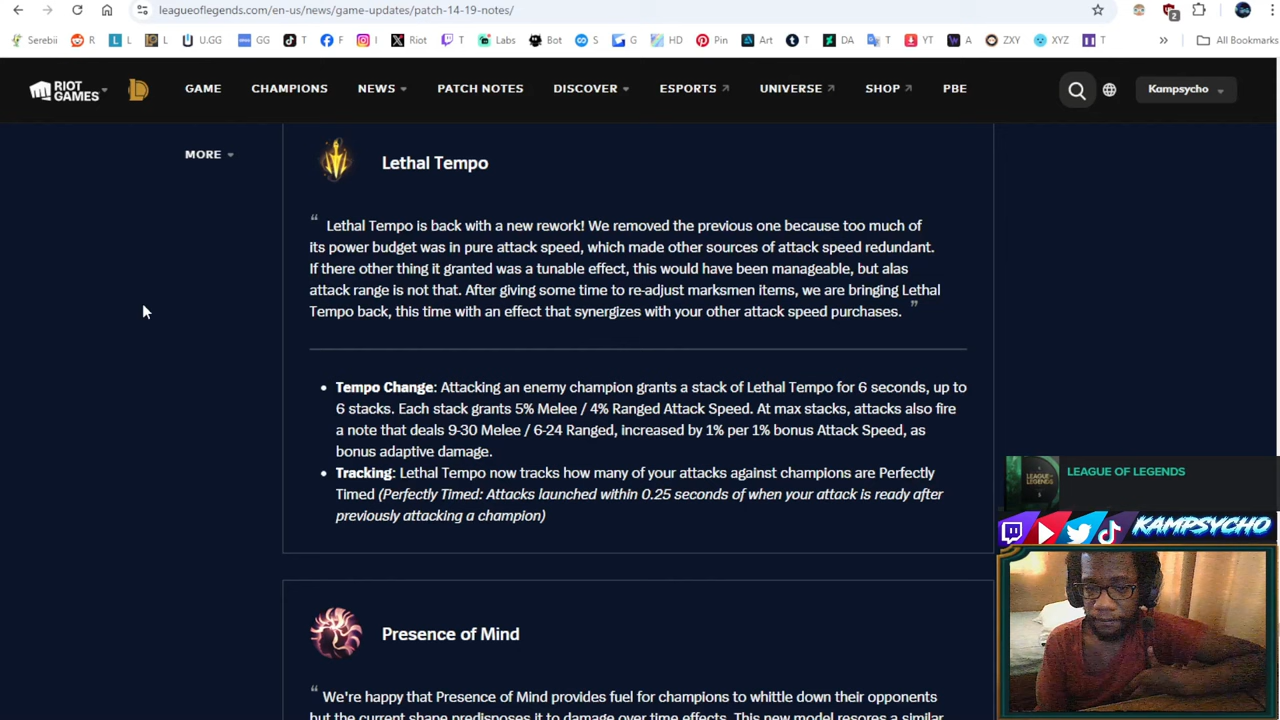 leagueoflegends.com/en-us/news/game-updates/patch-14-19-notes/
2
Serebii R L L U.GG GG T F I Riot T Labs Bot S G HD Pin Art T DA T YT A ZXY XYZ T » All Bookmarks
RIOT GAMES GAME CHAMPIONS NEWS PATCH NOTES DISCOVER ESPORTS UNIVERSE SHOP PBE Kampsycho
MORE
Lethal Tempo
“ Lethal Tempo is back with a new rework! We removed the previous one because too much of
its power budget was in pure attack speed, which made other sources of attack speed redundant.
If there other thing it granted was a tunable effect, this would have been manageable, but alas
attack range is not that. After giving some time to re-adjust marksmen items, we are bringing Lethal
Tempo back, this time with an effect that synergizes with your other attack speed purchases. ”
• Tempo Change: Attacking an enemy champion grants a stack of Lethal Tempo for 6 seconds, up to
6 stacks. Each stack grants 5% Melee / 4% Ranged Attack Speed. At max stacks, attacks also fire
a note that deals 9-30 Melee / 6-24 Ranged, increased by 1% per 1% bonus Attack Speed, as
bonus adaptive damage.
• Tracking: Lethal Tempo now tracks how many of your attacks against champions are Perfectly
Timed (Perfectly Timed: Attacks launched within 0.25 seconds of when your attack is ready after
previously attacking a champion)
LEAGUE OF LEGENDS
LEAGUE OF LEGENDS
KAMPSYCHO
Presence of Mind
“ We're happy that Presence of Mind provides fuel for champions to whittle down their opponents
but the current shape predisposes it to damage over time effects. This new model resores a similar